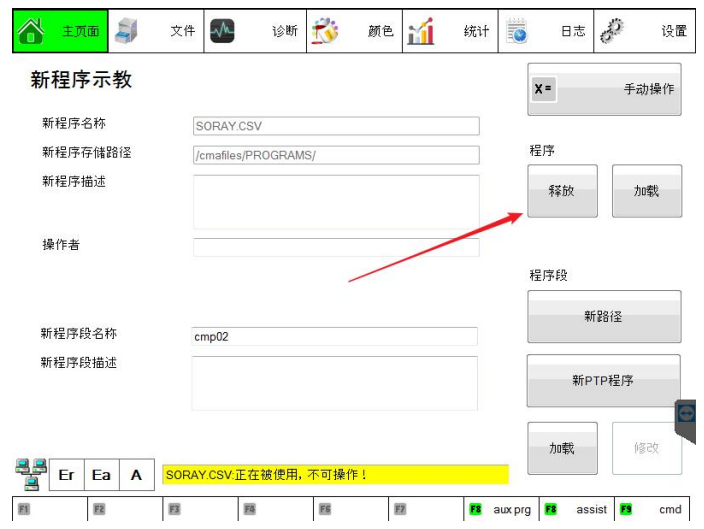 主页面 文件 诊断 颜色 统计 日志 设置
新程序示教
X= 手动操作
新程序名称 SORAY.CSV
新程序存储路径 /cmafiles/PROGRAMS/
程序
新程序描述
释放 加载
操作者
程序段
新路径
新程序段名称 cmp02
新程序段描述
新PTP程序
加载 修改
Er Ea A SORAY.CSV:正在被使用，不可操作！
F1 F2 F3 F4 F6 F7 F8 aux prg F8 assist F9 cmd